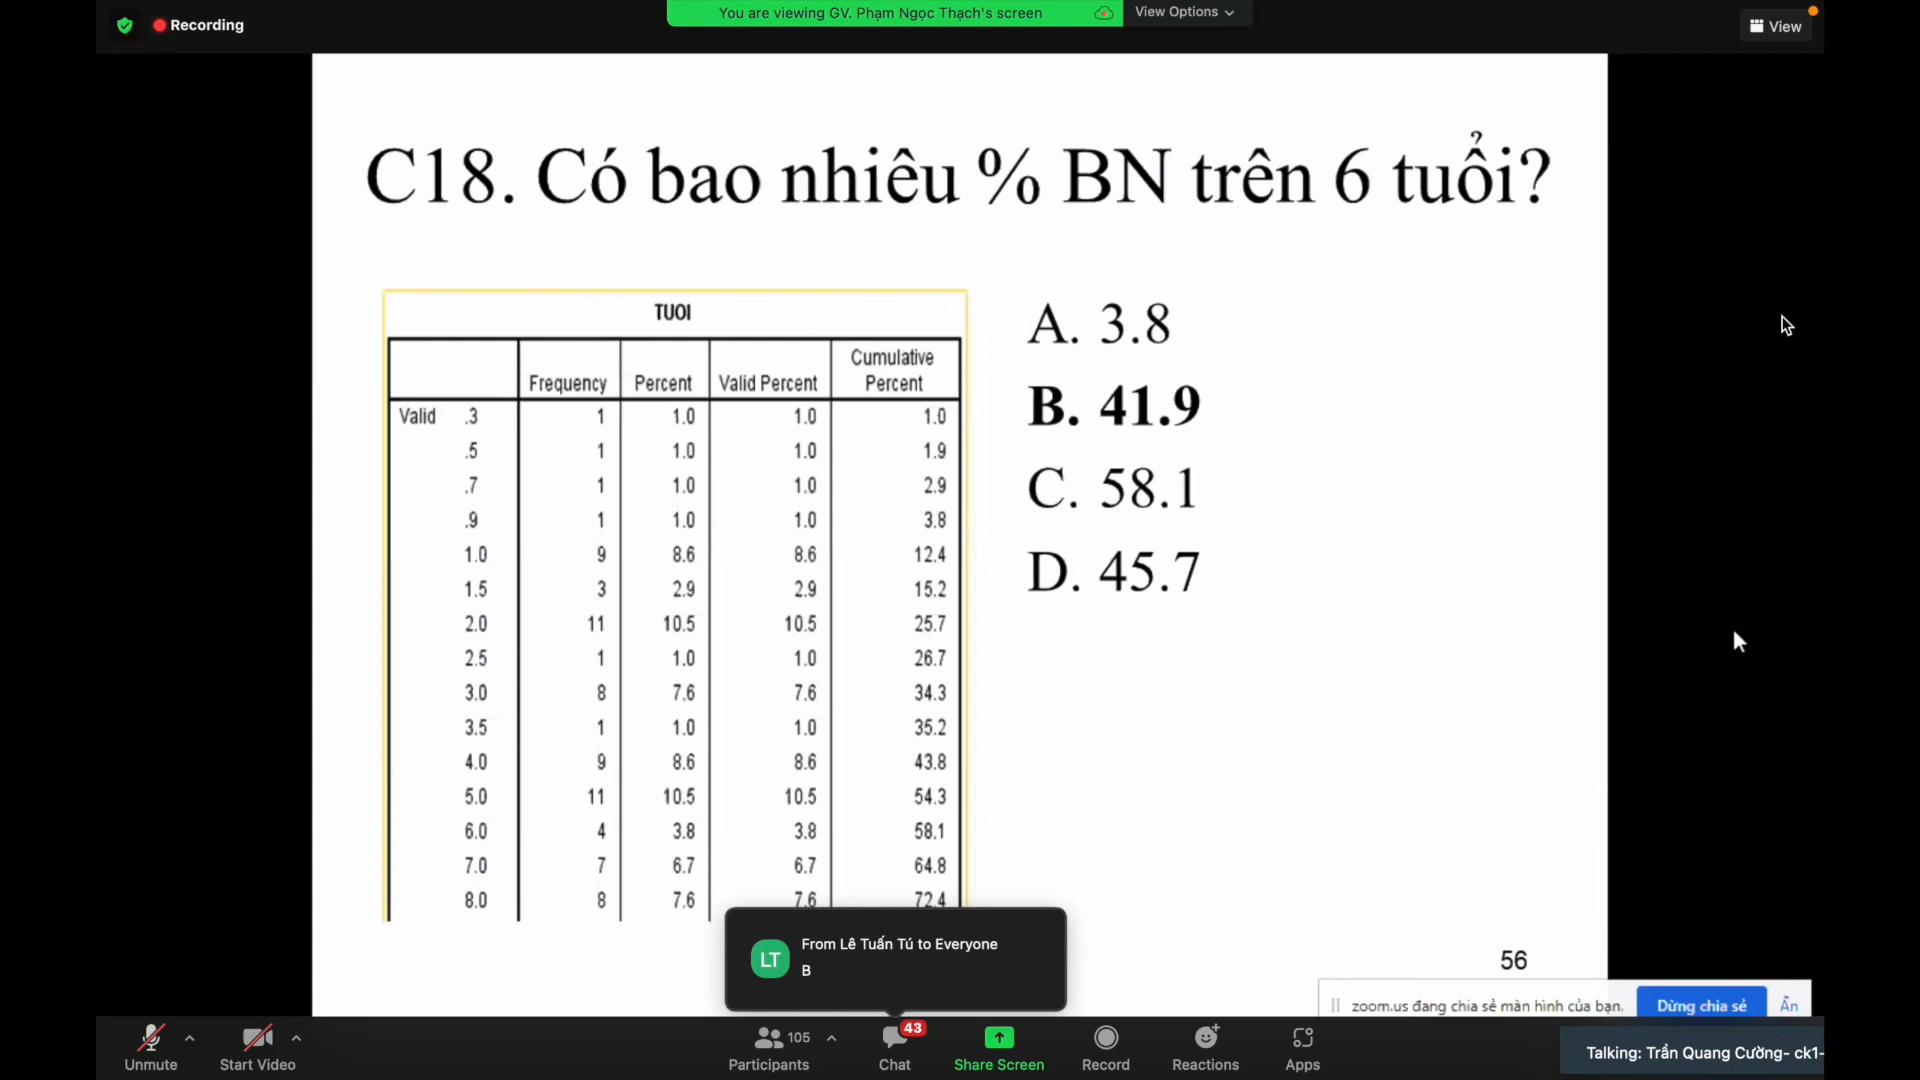 Recording
You are viewing GV. Phạm Ngọc Thạch's screen
View Options
View
C18. Có bao nhiêu % BN trên 6 tuổi?
TUOI
Frequency Percent Valid Percent Cumulative Percent
Valid .3 1 1.0 1.0 1.0
.5 1 1.0 1.0 1.9
.7 1 1.0 1.0 2.9
.9 1 1.0 1.0 3.8
1.0 9 8.6 8.6 12.4
1.5 3 2.9 2.9 15.2
2.0 11 10.5 10.5 25.7
2.5 1 1.0 1.0 26.7
3.0 8 7.6 7.6 34.3
3.5 1 1.0 1.0 35.2
4.0 9 8.6 8.6 43.8
5.0 11 10.5 10.5 54.3
6.0 4 3.8 3.8 58.1
7.0 7 6.7 6.7 64.8
8.0 8 7.6 7.6 72.4
A. 3.8
B. 41.9
C. 58.1
D. 45.7
LT
From Lê Tuấn Tú to Everyone
B
56
zoom.us đang chia sẻ màn hình của bạn.
Dừng chia sẻ
Ẩn
Unmute
Start Video
105
Participants
43
Chat
Share Screen
Record
Reactions
Apps
Talking: Trần Quang Cường- ck1-